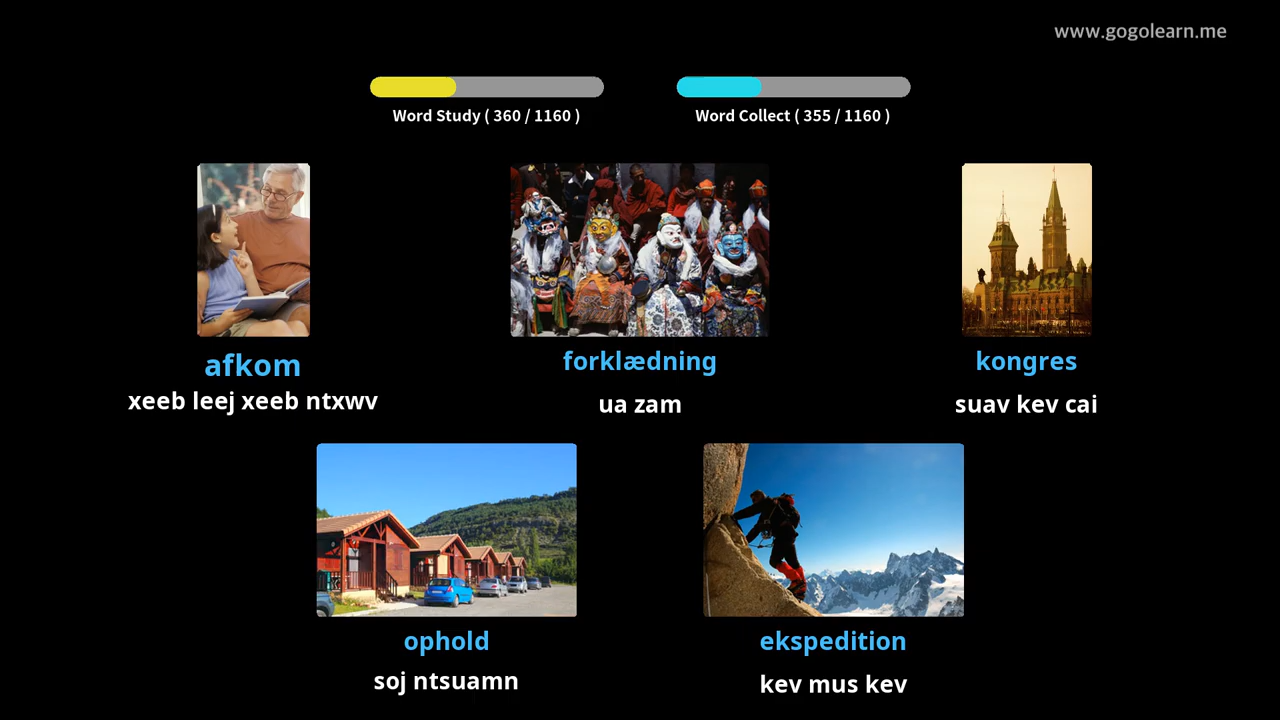 www.gogolearn.me
Word Study ( 360 / 1160 )
Word Collect ( 355 / 1160 )
afkom
xeeb leej xeeb ntxwv
forklædning
ua zam
kongres
suav kev cai
ophold
soj ntsuamn
ekspedition
kev mus kev